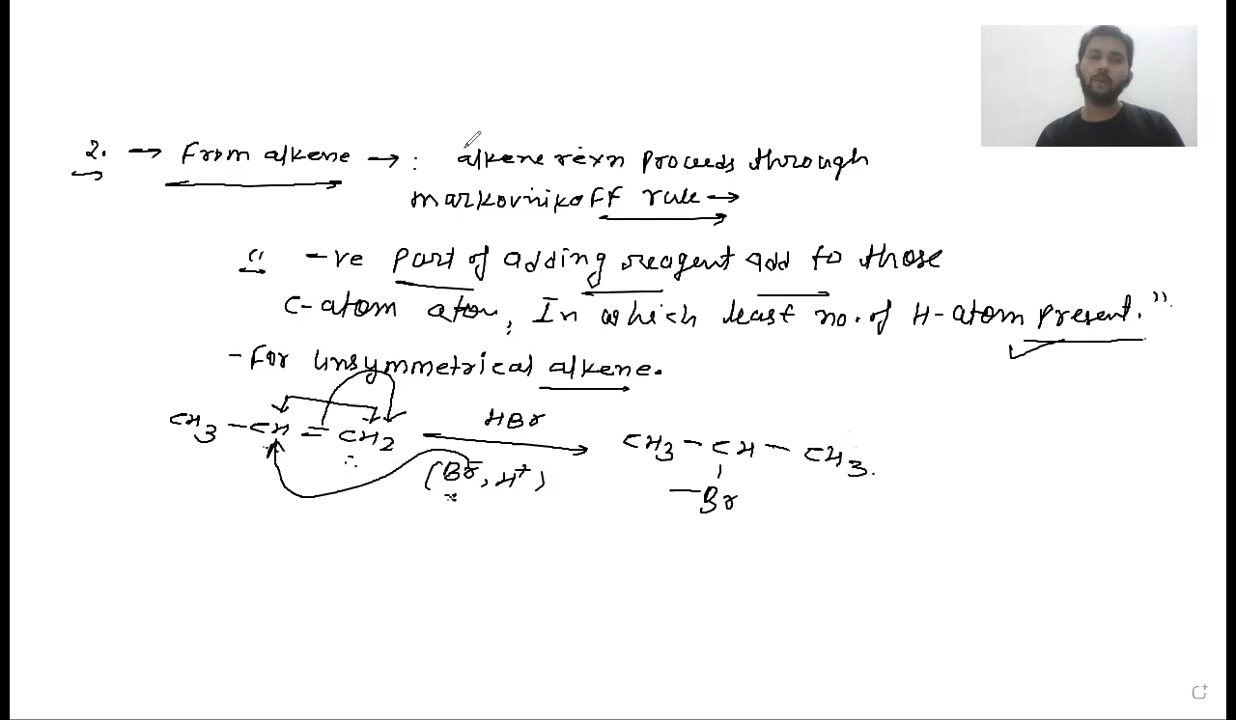 2. → From alkene → : alkene rexn proceeds through
markovnikoff rule →
" -ve part of adding reagent add to those
C-atom atom, In which least no. of H-atom present. "
- For unsymmetrical alkene.
CH3 - CH = CH2 HBr (Br-, H+) CH3 - CH - CH3.
Br